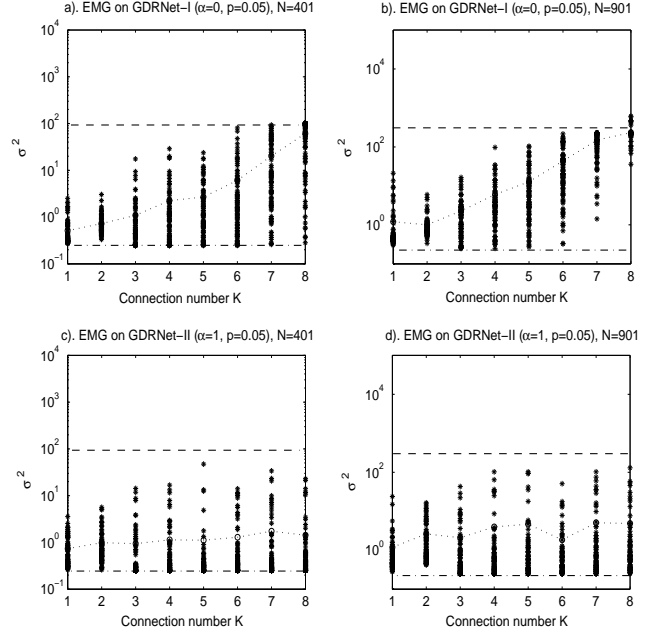 a). EMG on GDRNet−I (α=0, p=0.05), N=401
10^4
10^3
10^2
10^1
10^0
10^−1
σ^2
1 2 3 4 5 6 7 8
Connection number K
b). EMG on GDRNet−I (α=0, p=0.05), N=901
10^4
10^2
10^0
σ^2
1 2 3 4 5 6 7 8
Connection number K
c). EMG on GDRNet−II (α=1, p=0.05), N=401
10^4
10^3
10^2
10^1
10^0
10^−1
σ^2
1 2 3 4 5 6 7 8
Connection number K
d). EMG on GDRNet−II (α=1, p=0.05), N=901
10^4
10^2
10^0
σ^2
1 2 3 4 5 6 7 8
Connection number K